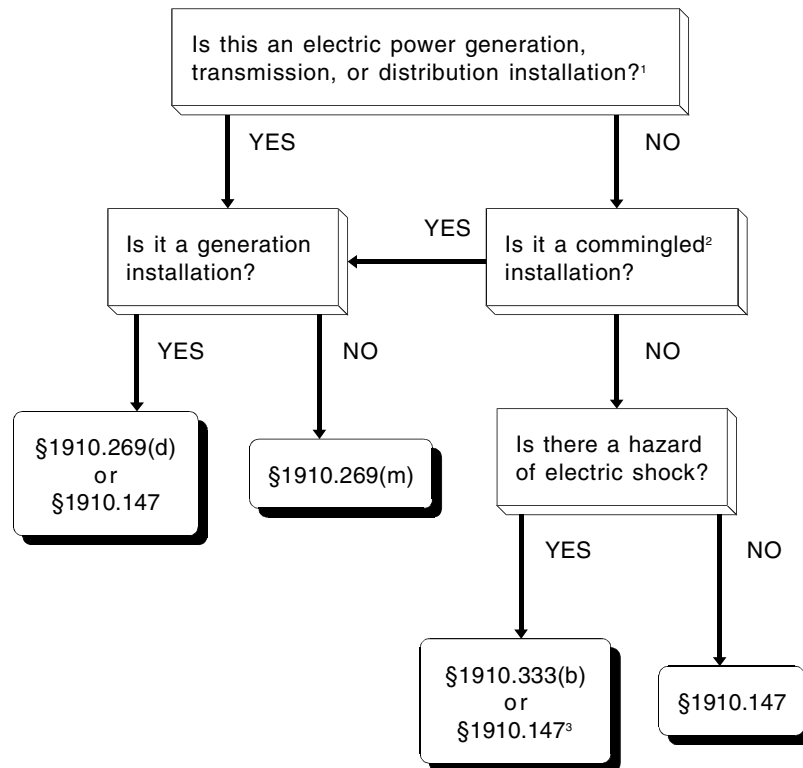 Is this an electric power generation,
transmission, or distribution installation?¹
YES
NO
Is it a generation
installation?
YES
Is it a commingled²
installation?
YES
NO
NO
§1910.269(d)
or
§1910.147
§1910.269(m)
Is there a hazard
of electric shock?
YES
NO
§1910.333(b)
or
§1910.147³
§1910.147